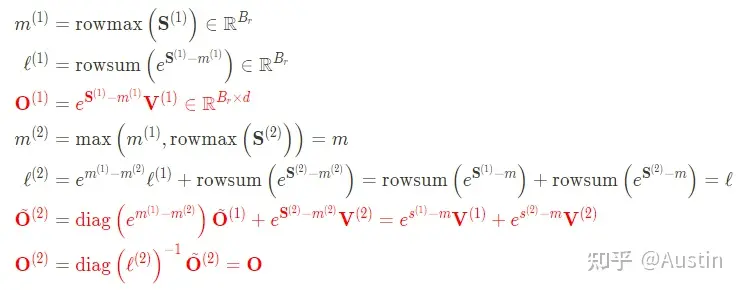 m^{(1)} = rowmax(S^{(1)}) ∈ ℝ^{B_r}
ℓ^{(1)} = rowsum(e^{S^{(1)}−m^{(1)}}) ∈ ℝ^{B_r}
O^{(1)} = e^{S^{(1)}−m^{(1)}}V^{(1)} ∈ ℝ^{B_r×d}
m^{(2)} = max(m^{(1)}, rowmax(S^{(2)})) = m
ℓ^{(2)} = e^{m^{(1)}−m^{(2)}}ℓ^{(1)} + rowsum(e^{S^{(2)}−m^{(2)}}) = rowsum(e^{S^{(1)}−m}) + rowsum(e^{S^{(2)}−m}) = ℓ
Õ^{(2)} = diag(e^{m^{(1)}−m^{(2)}})Õ^{(1)} + e^{S^{(2)}−m^{(2)}}V^{(2)} = e^{s^{(1)}−m}V^{(1)} + e^{s^{(2)}−m}V^{(2)}
O^{(2)} = diag(ℓ^{(2)})^{−1}Õ^{(2)} = O
知乎 @Austin